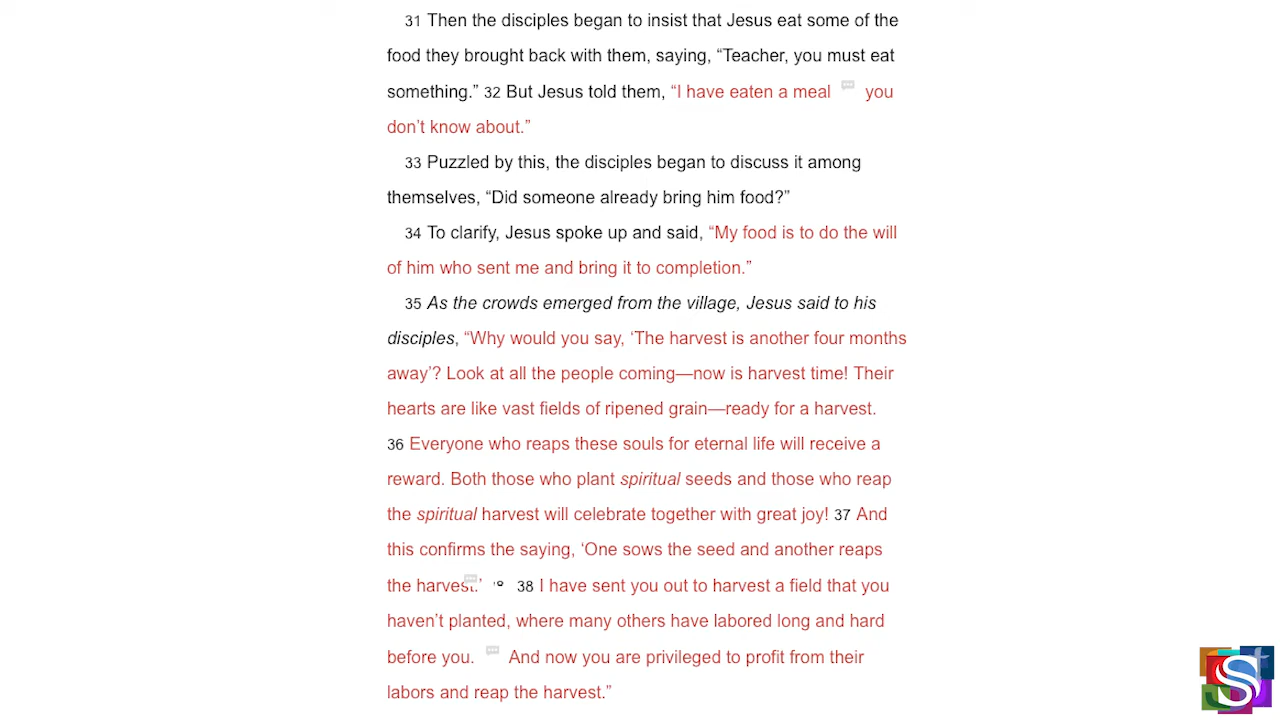 31 Then the disciples began to insist that Jesus eat some of the
food they brought back with them, saying, “Teacher, you must eat
something.” 32 But Jesus told them, “I have eaten a meal you
don’t know about.”
33 Puzzled by this, the disciples began to discuss it among
themselves, “Did someone already bring him food?”
34 To clarify, Jesus spoke up and said, “My food is to do the will
of him who sent me and bring it to completion.”
35 As the crowds emerged from the village, Jesus said to his
disciples, “Why would you say, ‘The harvest is another four months
away’? Look at all the people coming—now is harvest time! Their
hearts are like vast fields of ripened grain—ready for a harvest.
36 Everyone who reaps these souls for eternal life will receive a
reward. Both those who plant spiritual seeds and those who reap
the spiritual harvest will celebrate together with great joy! 37 And
this confirms the saying, ‘One sows the seed and another reaps
the harvest.’ 38 I have sent you out to harvest a field that you
haven’t planted, where many others have labored long and hard
before you. And now you are privileged to profit from their
labors and reap the harvest.”
S